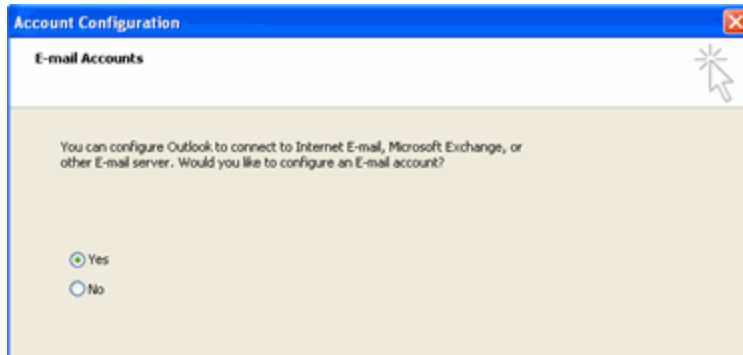 Account Configuration
E-mail Accounts
You can configure Outlook to connect to Internet E-mail, Microsoft Exchange, or
other E-mail server. Would you like to configure an E-mail account?
Yes
No